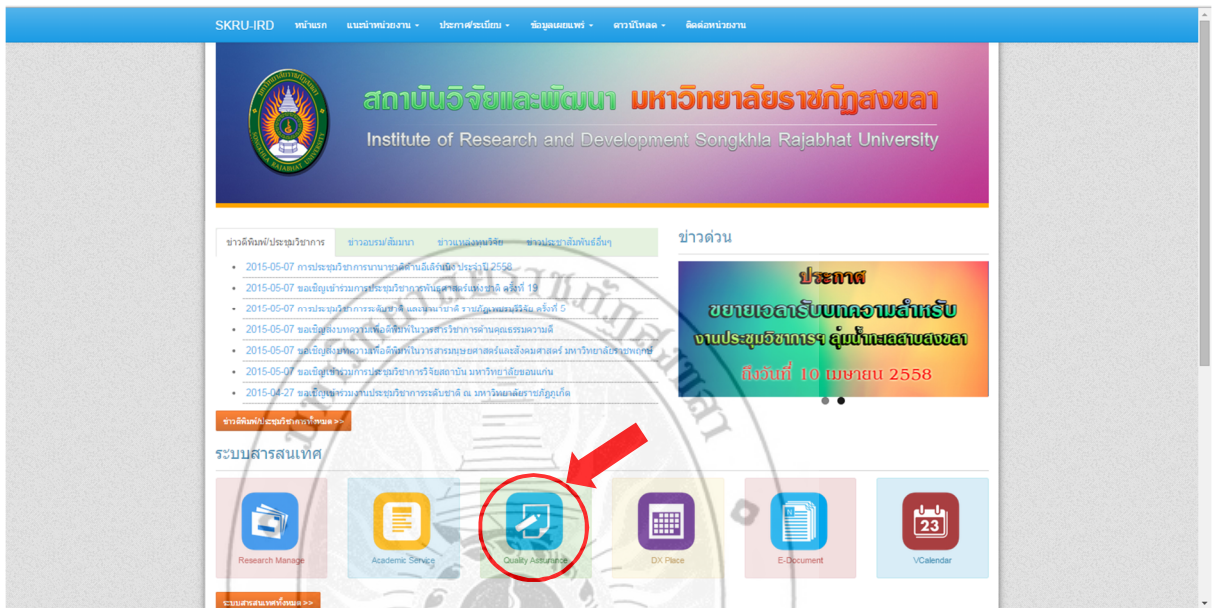 SKRU-IRD หน้าแรก แนะนำหน่วยงาน ประกาศ/ระเบียบ ข้อมูลเผยแพร่ ดาวน์โหลด ติดต่อหน่วยงาน
สถาบันวิจัยและพัฒนา มหาวิทยาลัยราชภัฏสงขลา
Institute of Research and Development Songkhla Rajabhat University
SONGKHLA RAJABHAT UNIVERSITY
ข่าวตีพิมพ์/ประชุมวิชาการ ข่าวอบรม/สัมมนา ข่าวแหล่งทุนวิจัย ข่าวประชาสัมพันธ์อื่นๆ
2015-05-07 การประชุมวิชาการนานาชาติด้านอีเลิร์นนิง ประจำปี 2558
2015-05-07 ขอเชิญเข้าร่วมการประชุมวิชาการพันธุศาสตร์แห่งชาติ ครั้งที่ 19
2015-05-07 การประชุมวิชาการระดับชาติ และนานาชาติ ราชภัฏเพชรบุรีวิจัย ครั้งที่ 5
2015-05-07 ขอเชิญส่งบทความเพื่อตีพิมพ์ในวารสารวิชาการด้านคุณธรรมความดี
2015-05-07 ขอเชิญส่งบทความเพื่อตีพิมพ์ในวารสารมนุษยศาสตร์และสังคมศาสตร์ มหาวิทยาลัยราชพฤกษ์
2015-05-07 ขอเชิญเข้าร่วมการประชุมวิชาการวิจัยสถาบัน มหาวิทยาลัยขอนแก่น
2015-04-27 ขอเชิญเข้าร่วมงานประชุมวิชาการระดับชาติ ณ มหาวิทยาลัยราชภัฏภูเก็ต
ข่าวตีพิมพ์/ประชุมวิชาการทั้งหมด >>
ข่าวด่วน
ประกาศ
ขยายเวลารับบทความสำหรับ
งานประชุมวิชาการฯ ลุ่มน้ำทะเลสาบสงขลา
ถึงวันที่ 10 เมษายน 2558
มหาวิทยาลัยราชภัฏสงขลา
ระบบสารสนเทศ
Research Manage
Academic Service
Quality Assurance
DX Place
E-Document
23
VCalendar
ระบบสารสนเทศทั้งหมด >>